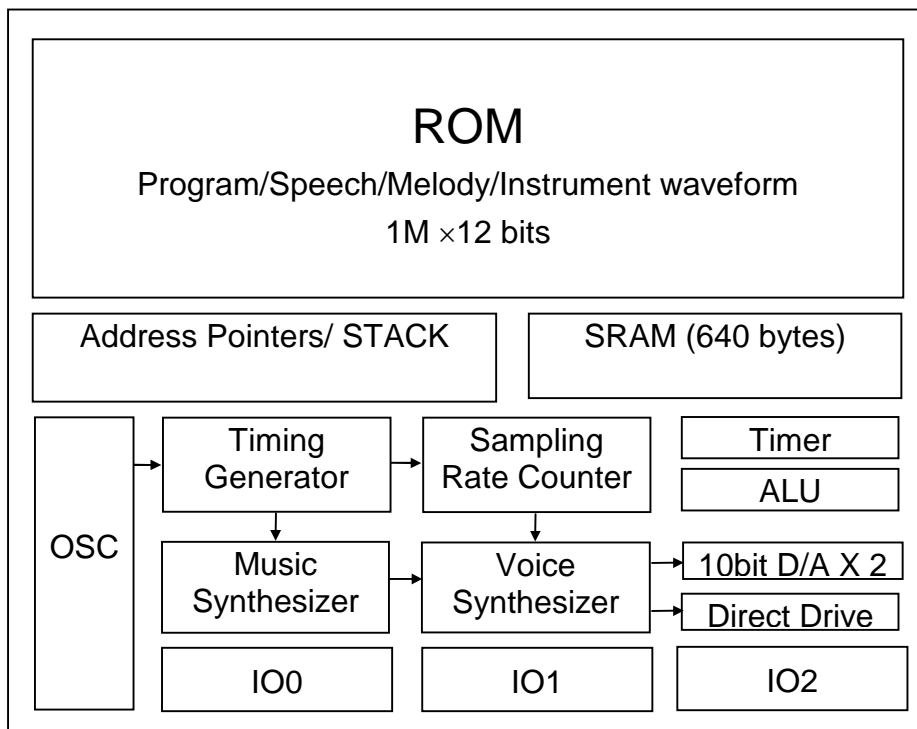 ROM
Program/Speech/Melody/Instrument waveform
1M ×12 bits
Address Pointers/ STACK
SRAM (640 bytes)
OSC
Timing
Generator
Sampling
Rate Counter
Timer
ALU
Music
Synthesizer
Voice
Synthesizer
10bit D/A X 2
Direct Drive
IO0
IO1
IO2